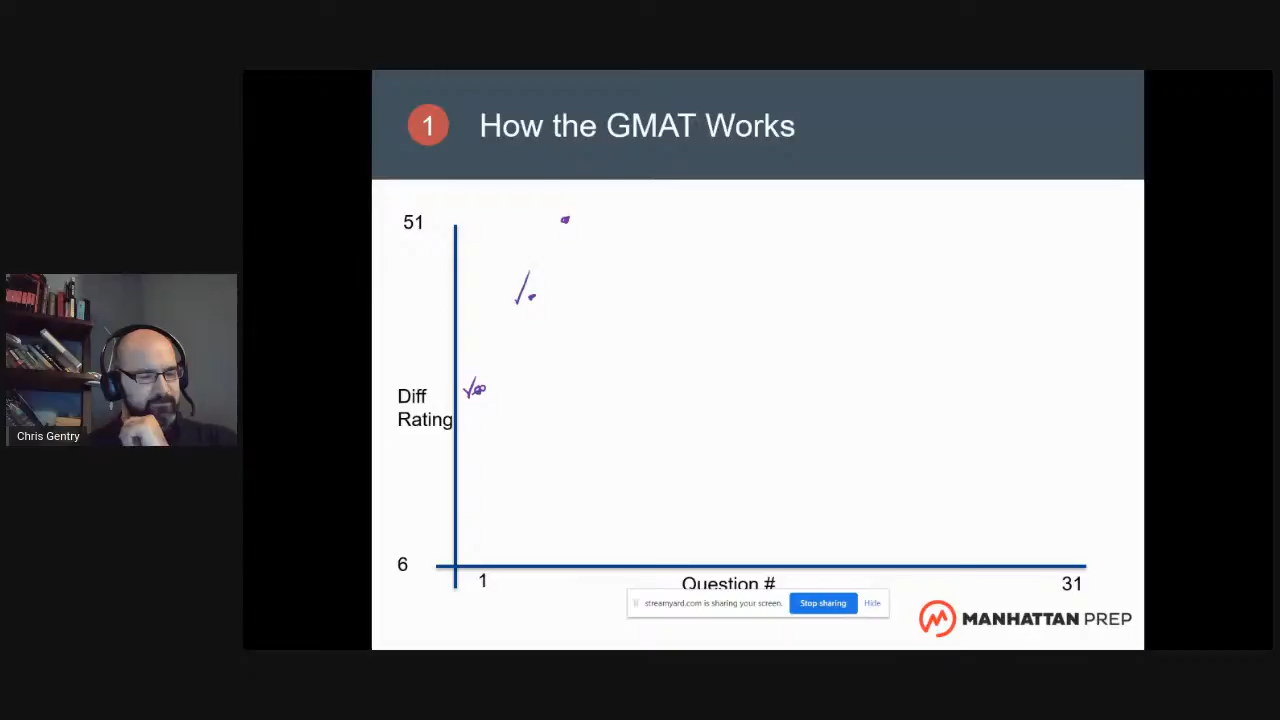 1 How the GMAT Works
51
Diff
Rating
Chris Gentry
6
1
Question #
31
streamyard.com is sharing your screen.
Stop sharing
Hide
MANHATTAN PREP